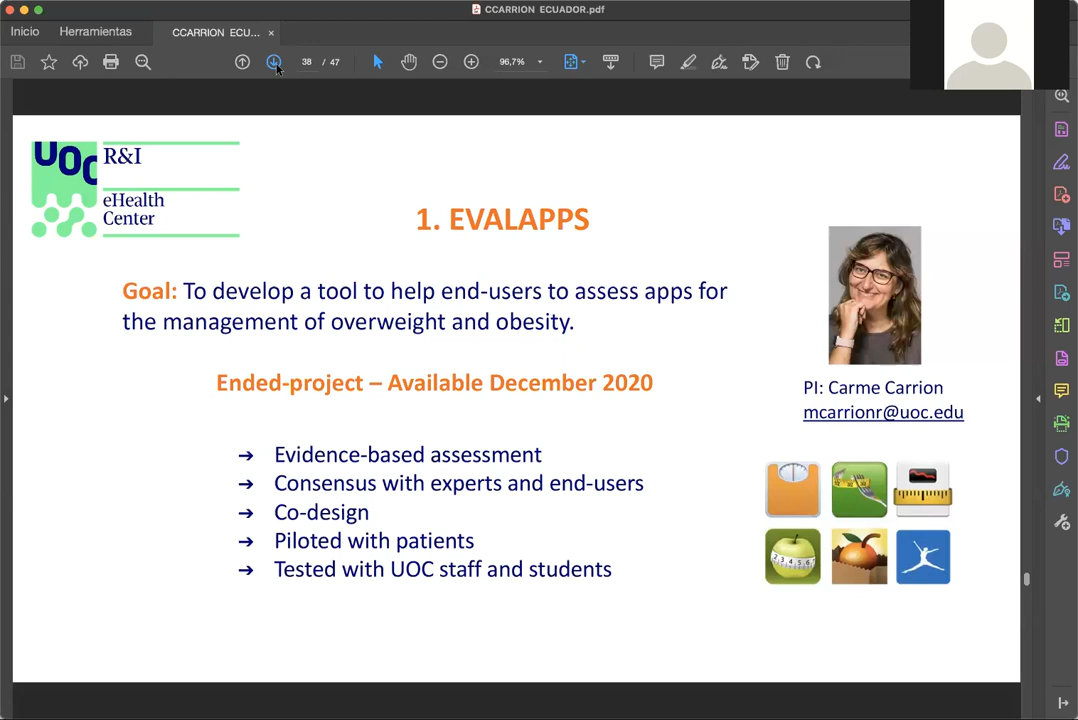 CCARRION ECUADOR.pdf
Inicio
Herramientas
CCARRION ECU... ×
38 / 47
96,7%
UOC
R&I
eHealth
Center
1. EVALAPPS
Goal: To develop a tool to help end-users to assess apps for
the management of overweight and obesity.
Ended-project – Available December 2020
➔ Evidence-based assessment
➔ Consensus with experts and end-users
➔ Co-design
➔ Piloted with patients
➔ Tested with UOC staff and students
PI: Carme Carrion
mcarrionr@uoc.edu